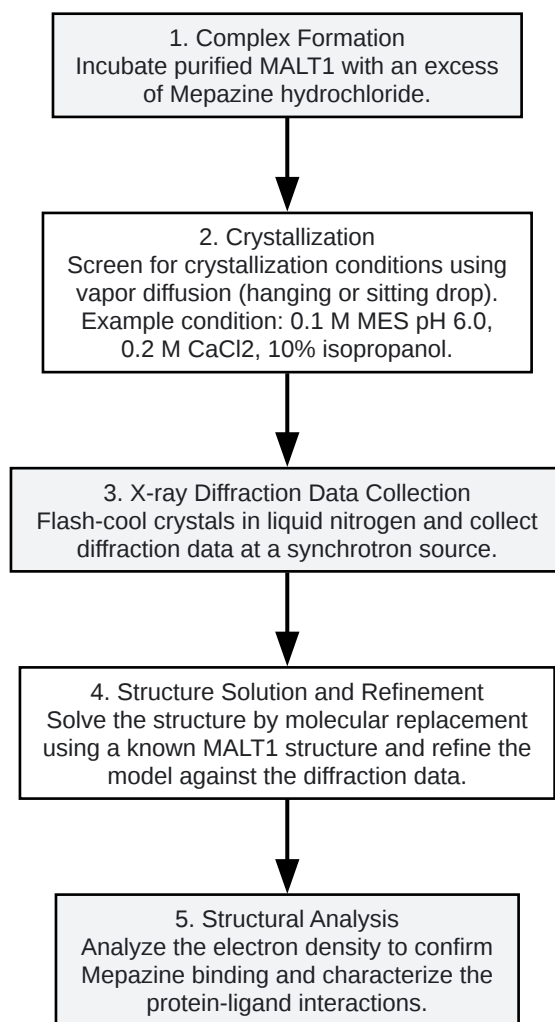 1. Complex Formation
Incubate purified MALT1 with an excess
of Mepazine hydrochloride.
2. Crystallization
Screen for crystallization conditions using
vapor diffusion (hanging or sitting drop).
Example condition: 0.1 M MES pH 6.0,
0.2 M CaCl2, 10% isopropanol.
3. X-ray Diffraction Data Collection
Flash-cool crystals in liquid nitrogen and collect
diffraction data at a synchrotron source.
4. Structure Solution and Refinement
Solve the structure by molecular replacement
using a known MALT1 structure and refine the
model against the diffraction data.
5. Structural Analysis
Analyze the electron density to confirm
Mepazine binding and characterize the
protein-ligand interactions.